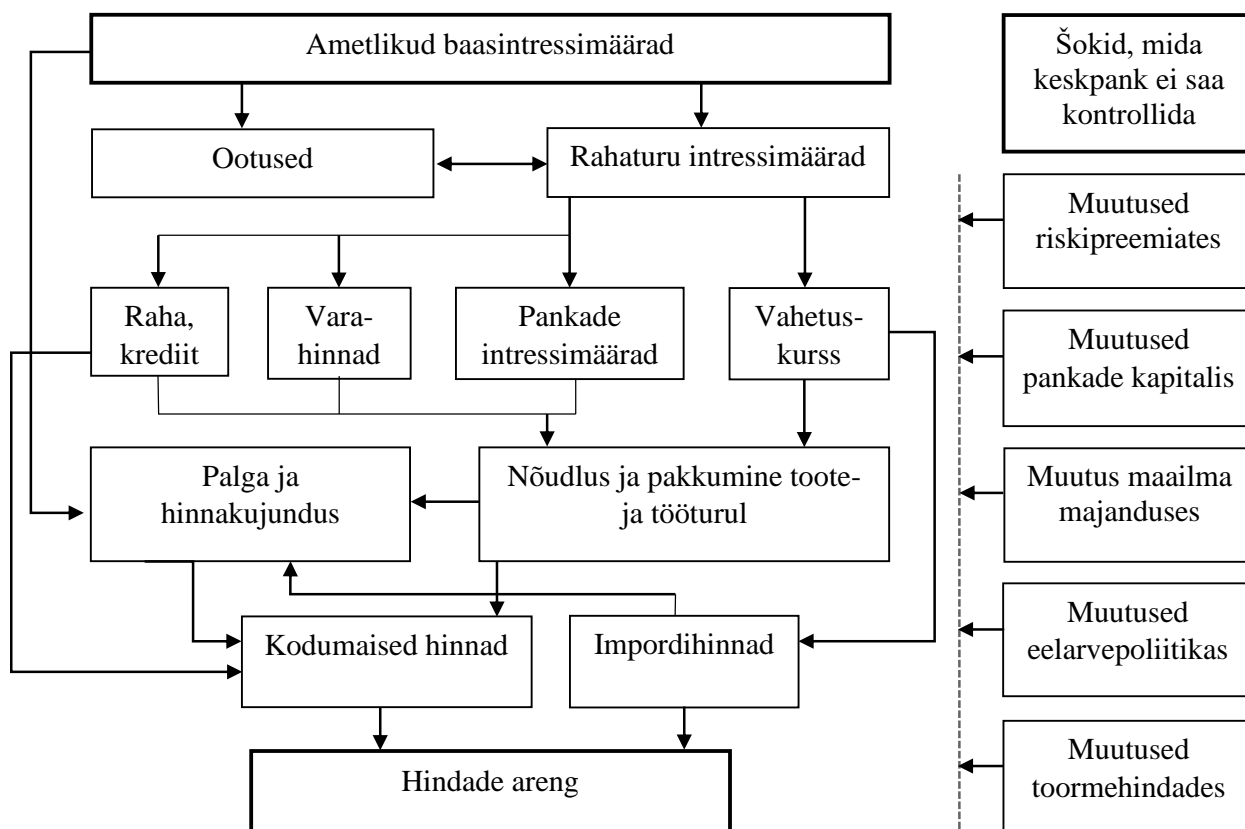 Ametlikud baasintressimäärad
Šokid, mida
keskpank ei saa
kontrollida
Ootused
Rahaturu intressimäärad
Muutused
riskipreemiates
Raha,
krediit
Vara-
hinnad
Pankade
intressimäärad
Vahetus-
kurss
Muutused
pankade kapitalis
Palga ja
hinnakujundus
Nõudlus ja pakkumine toote-
ja tööturul
Muutus maailma
majanduses
Kodumaised hinnad
Impordihinnad
Muutused
eelarvepoliitikas
Hindade areng
Muutused
toormehindades